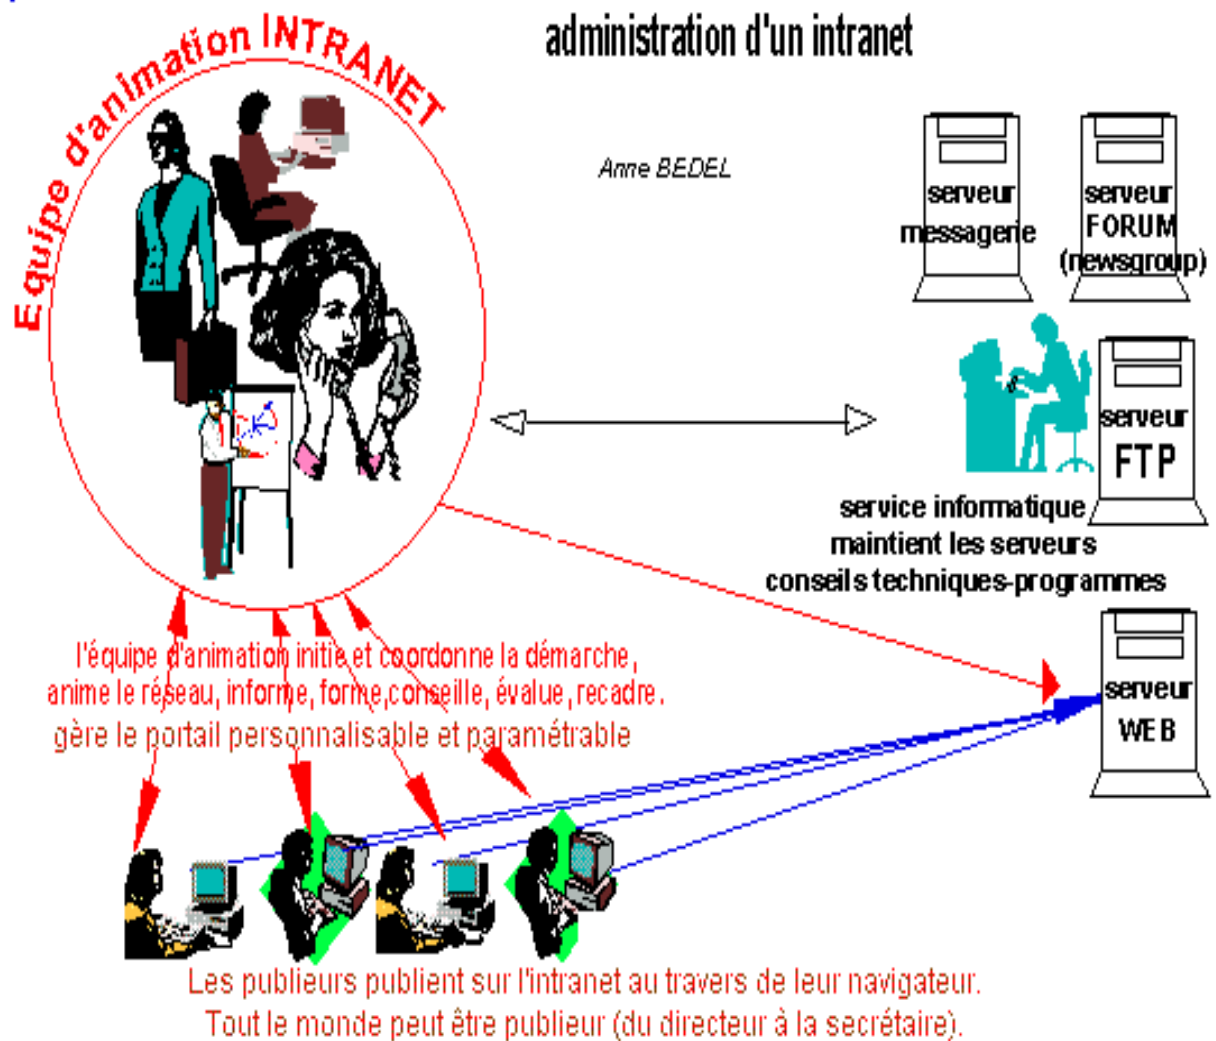 administration d'un intranet
Equipe d'animation INTRANET
Anne BEDEL
serveur
messagerie
serveur
FORUM
(newsgroup)
serveur
FTP
service informatique
maintient les serveurs
conseils techniques-programmes
l'équipe d'animation initie et coordonne la démarche,
anime le réseau, informe, forme,conseille, évalue, recadre.
gère le portail personnalisable et paramétrable
serveur
WEB
Les publieurs publient sur l'intranet au travers de leur navigateur.
Tout le monde peut être publieur (du directeur à la secrétaire).